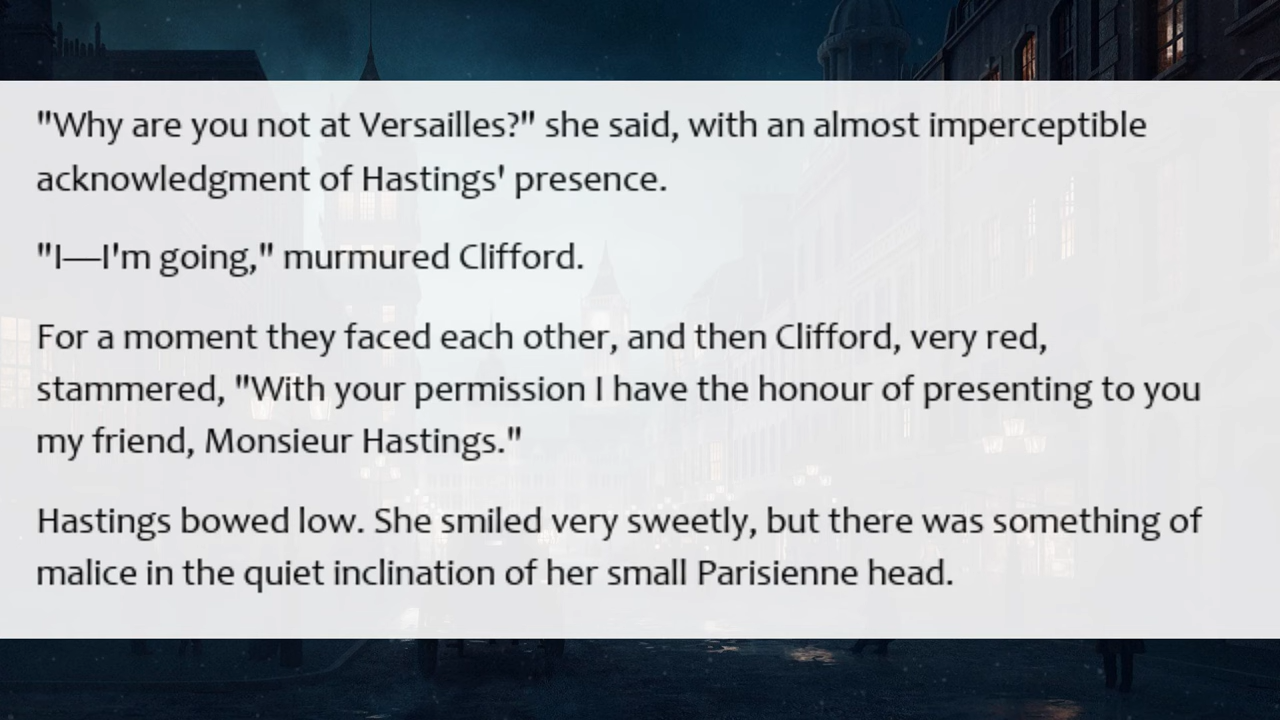 "Why are you not at Versailles?" she said, with an almost imperceptible
acknowledgment of Hastings' presence.
"I—I'm going," murmured Clifford.
For a moment they faced each other, and then Clifford, very red,
stammered, "With your permission I have the honour of presenting to you
my friend, Monsieur Hastings."
Hastings bowed low. She smiled very sweetly, but there was something of
malice in the quiet inclination of her small Parisienne head.